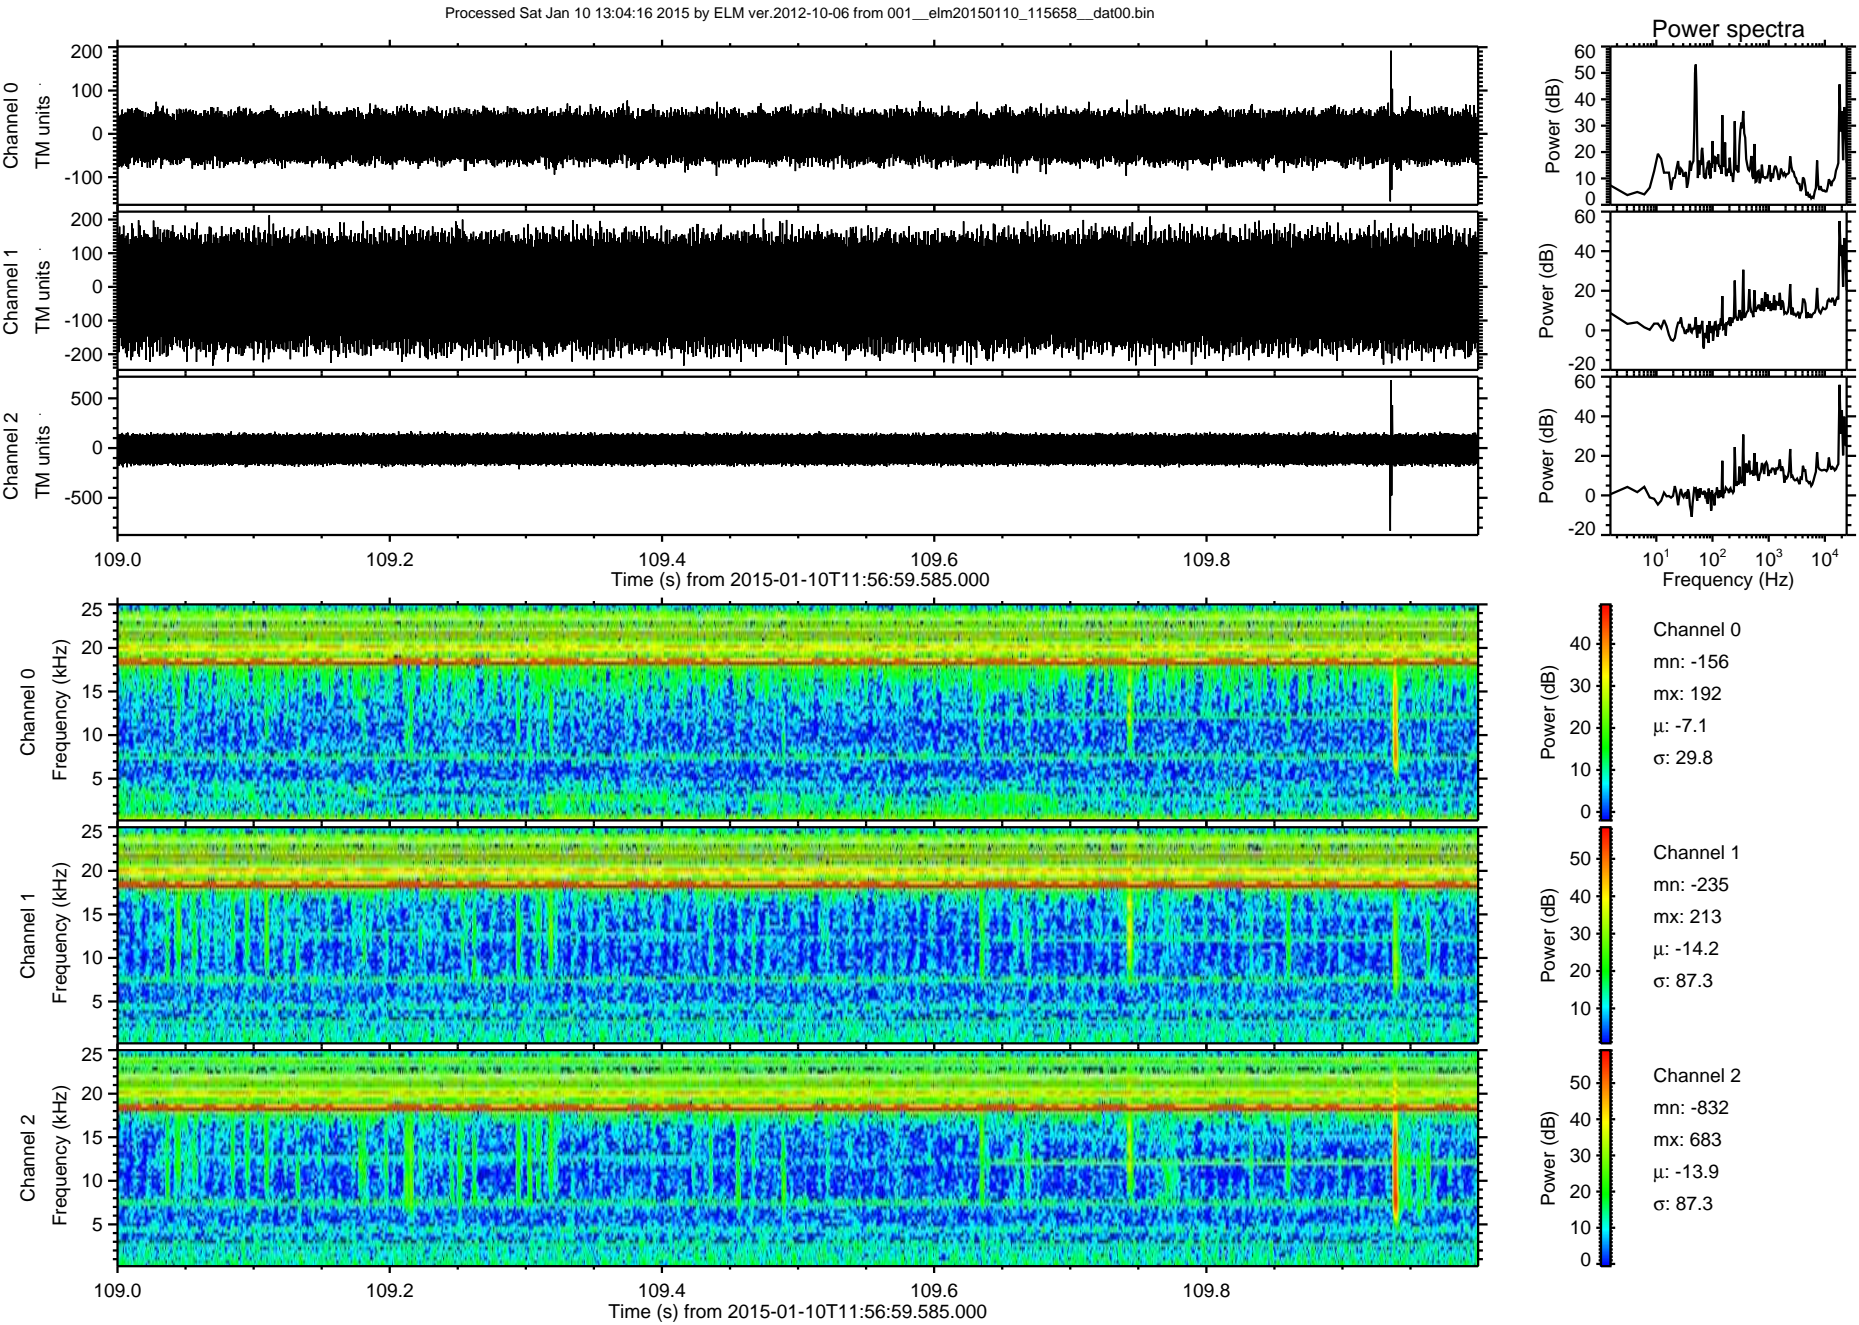 Processed Sat Jan 10 13:04:16 2015 by ELM ver.2012-10-06 from 001__elm20150110_115658__dat00.bin
Power spectra
Channel 0
TM units
200
100
0
-100
Power (dB)
60
50
40
30
20
10
0
Channel 1
TM units
200
100
0
-100
-200
Power (dB)
60
40
20
0
-20
Channel 2
TM units
500
0
-500
Power (dB)
60
40
20
0
-20
109.0 109.2 109.4 109.6 109.8
Time (s) from 2015-01-10T11:56:59.585.000
10^1 10^2 10^3 10^4
Frequency (Hz)
Channel 0
Frequency (kHz)
25
20
15
10
5
Power (dB)
40
30
20
10
0
Channel 0
mn: -156
mx: 192
μ: -7.1
σ: 29.8
Channel 1
Frequency (kHz)
25
20
15
10
5
Power (dB)
50
40
30
20
10
Channel 1
mn: -235
mx: 213
μ: -14.2
σ: 87.3
Channel 2
Frequency (kHz)
25
20
15
10
5
Power (dB)
50
40
30
20
10
0
Channel 2
mn: -832
mx: 683
μ: -13.9
σ: 87.3
109.0 109.2 109.4 109.6 109.8
Time (s) from 2015-01-10T11:56:59.585.000